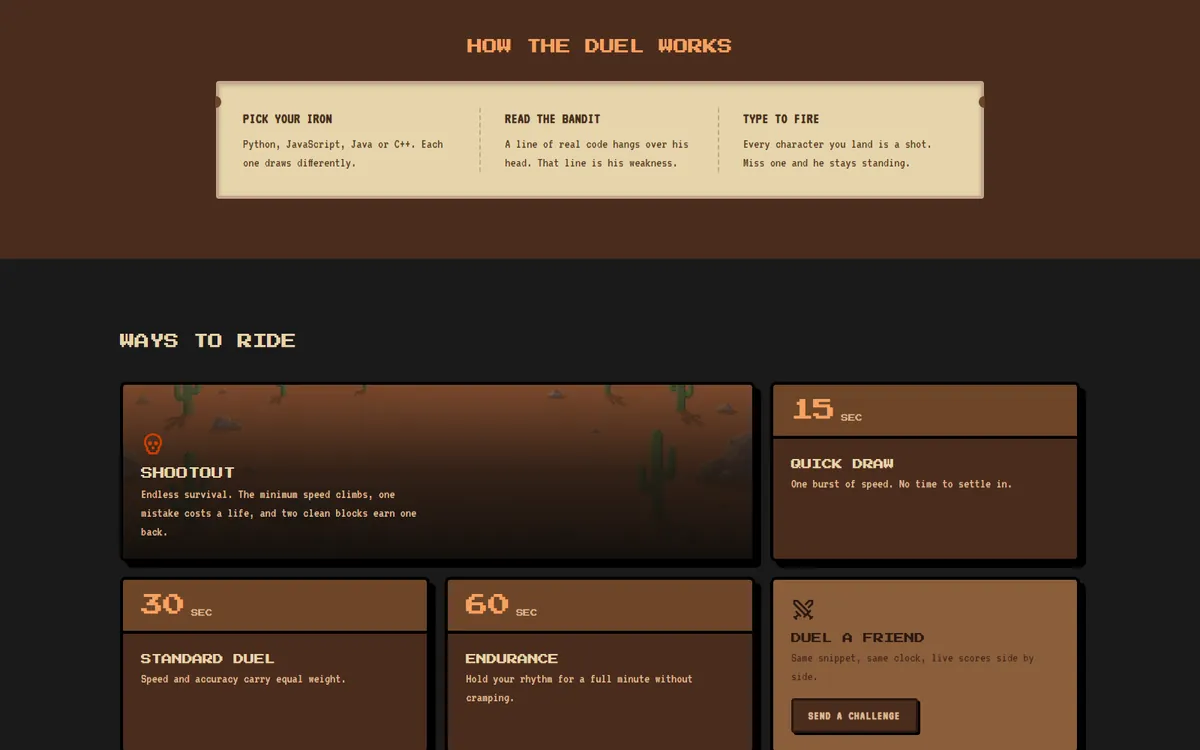 HOW THE DUEL WORKS
PICK YOUR IRON
Python, JavaScript, Java or C++. Each
one draws differently.
READ THE BANDIT
A line of real code hangs over his
head. That line is his weakness.
TYPE TO FIRE
Every character you land is a shot.
Miss one and he stays standing.
WAYS TO RIDE
SHOOTOUT
Endless survival. The minimum speed climbs, one
mistake costs a life, and two clean blocks earn one
back.
15 SEC
QUICK DRAW
One burst of speed. No time to settle in.
30 SEC
STANDARD DUEL
Speed and accuracy carry equal weight.
60 SEC
ENDURANCE
Hold your rhythm for a full minute without
cramping.
DUEL A FRIEND
Same snippet, same clock, live scores side by
side.
SEND A CHALLENGE